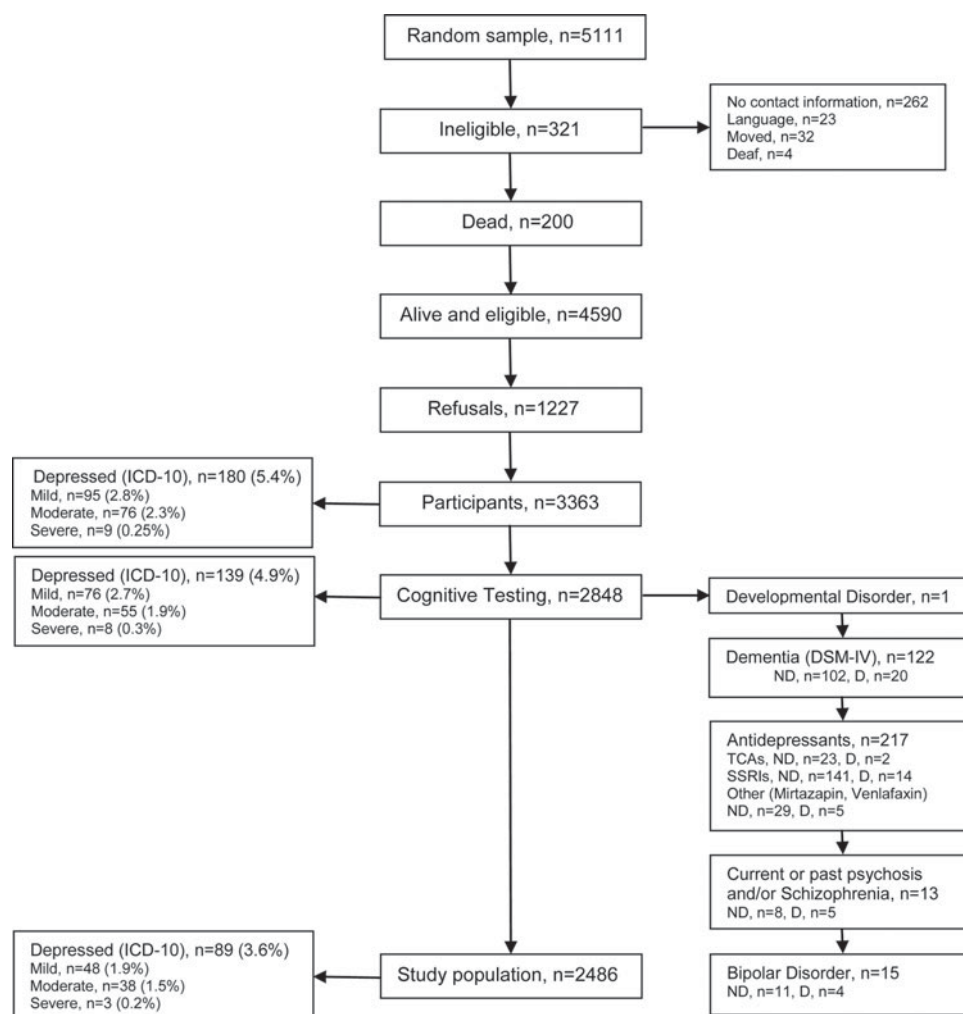 Random sample, n=5111
Ineligible, n=321
No contact information, n=262
Language, n=23
Moved, n=32
Deaf, n=4
Dead, n=200
Alive and eligible, n=4590
Refusals, n=1227
Depressed (ICD-10), n=180 (5.4%)
Mild, n=95 (2.8%)
Moderate, n=76 (2.3%)
Severe, n=9 (0.25%)
Participants, n=3363
Depressed (ICD-10), n=139 (4.9%)
Mild, n=76 (2.7%)
Moderate, n=55 (1.9%)
Severe, n=8 (0.3%)
Cognitive Testing, n=2848
Developmental Disorder, n=1
Dementia (DSM-IV), n=122
ND, n=102, D, n=20
Antidepressants, n=217
TCAs, ND, n=23, D, n=2
SSRIs, ND, n=141, D, n=14
Other (Mirtazapin, Venlafaxin)
ND, n=29, D, n=5
Current or past psychosis
and/or Schizophrenia, n=13
ND, n=8, D, n=5
Depressed (ICD-10), n=89 (3.6%)
Mild, n=48 (1.9%)
Moderate, n=38 (1.5%)
Severe, n=3 (0.2%)
Study population, n=2486
Bipolar Disorder, n=15
ND, n=11, D, n=4